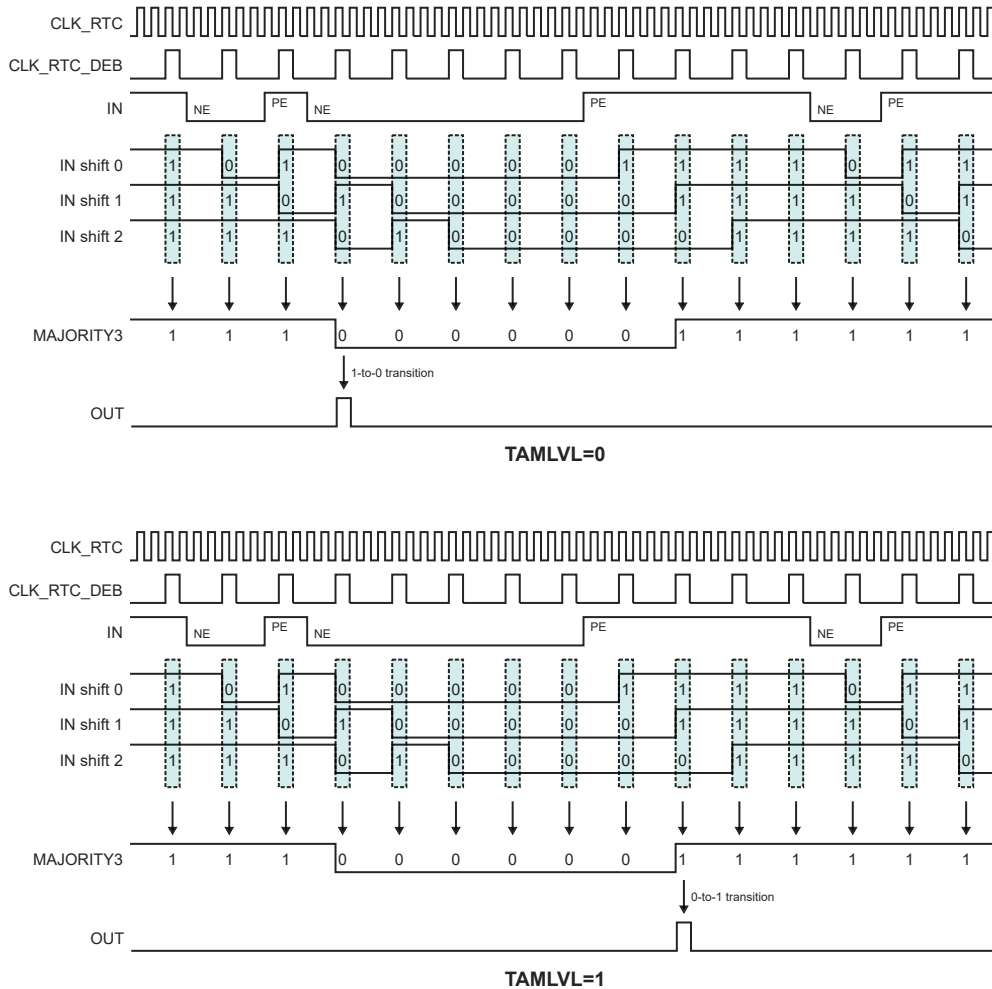 CLK_RTC
CLK_RTC_DEB
IN NE PE NE PE NE PE
IN shift 0 1 0 1 0 0 0 0 0 1 1 1 1 0 1 1
IN shift 1 1 1 0 1 0 0 0 0 0 1 1 1 1 0 1
IN shift 2 1 1 1 0 1 0 0 0 0 0 1 1 1 1 0
MAJORITY3 1 1 1 0 0 0 0 0 0 1 1 1 1 1 1
1-to-0 transition
OUT
TAMLVL=0
CLK_RTC
CLK_RTC_DEB
IN NE PE NE PE NE PE
IN shift 0 1 0 1 0 0 0 0 0 1 1 1 1 0 1 1
IN shift 1 1 1 0 1 0 0 0 0 0 1 1 1 1 0 1
IN shift 2 1 1 1 0 1 0 0 0 0 0 1 1 1 1 0
MAJORITY3 1 1 1 0 0 0 0 0 0 1 1 1 1 1 1
0-to-1 transition
OUT
TAMLVL=1